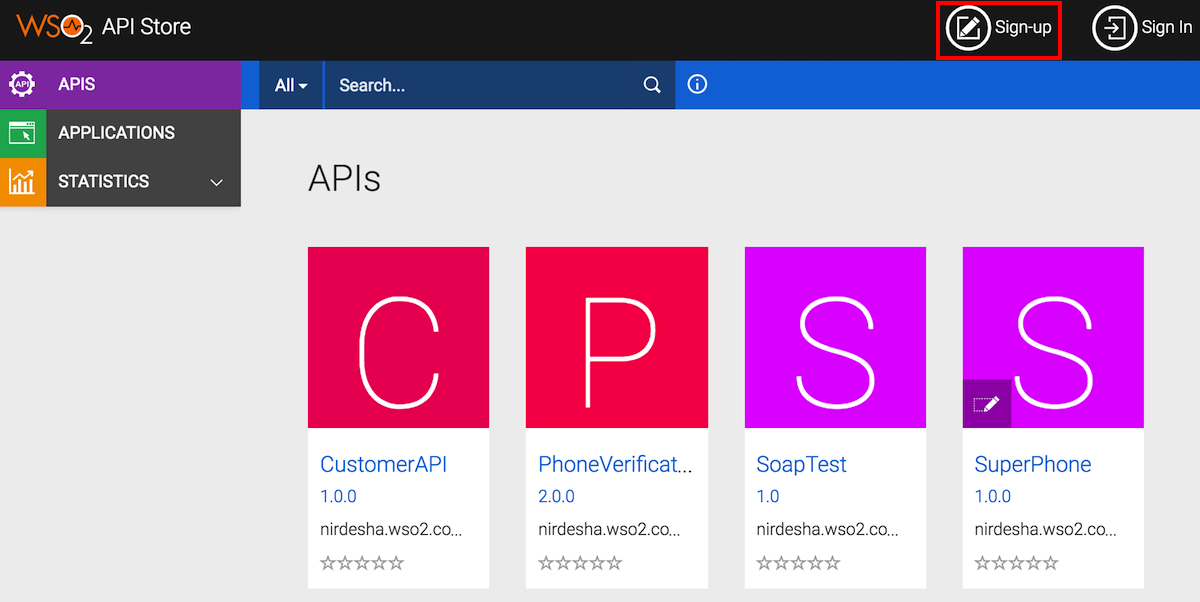 WSO2 API Store
Sign-up
Sign In
API
APIS
All
Search...
APPLICATIONS
STATISTICS
APIs
C
P
S
S
CustomerAPI
PhoneVerificat...
SoapTest
SuperPhone
1.0.0
2.0.0
1.0
1.0.0
nirdesha.wso2.co...
nirdesha.wso2.co...
nirdesha.wso2.co...
nirdesha.wso2.co...